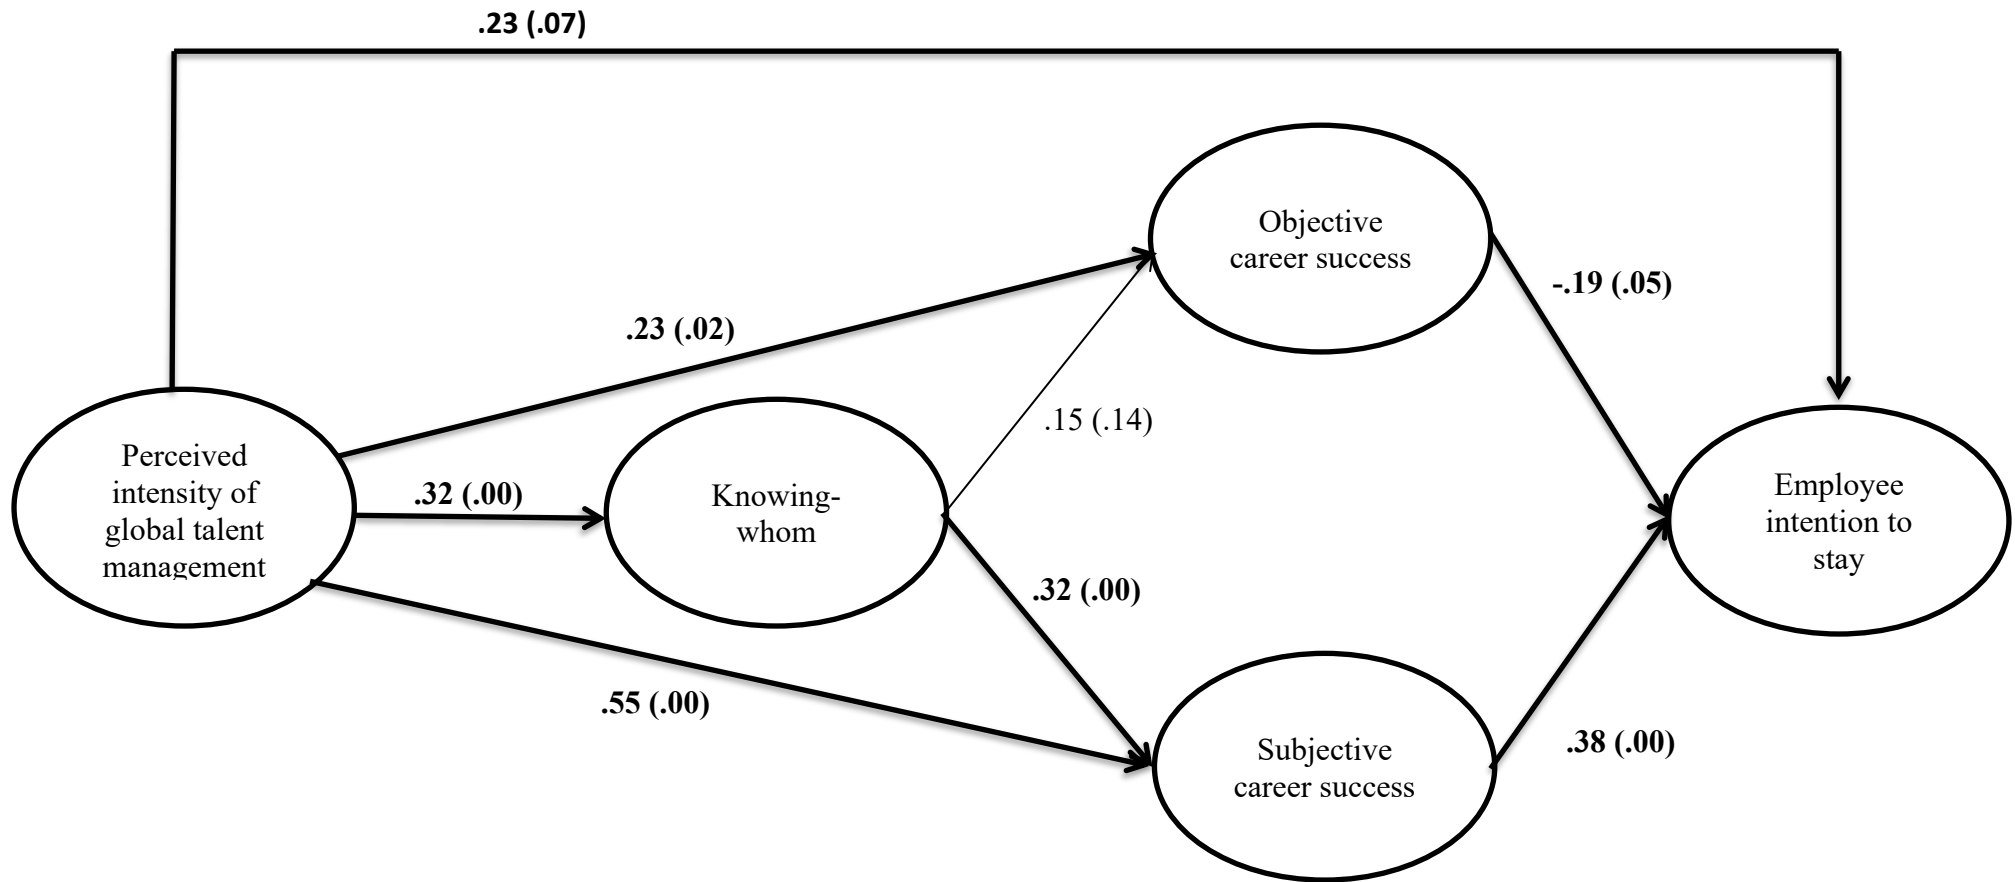 .23 (.07)
Objective
career success
-.19 (.05)
.23 (.02)
.15 (.14)
Perceived
intensity of
global talent
management
.32 (.00)
Knowing-
whom
Employee
intention to
stay
.32 (.00)
.55 (.00)
Subjective
career success
.38 (.00)